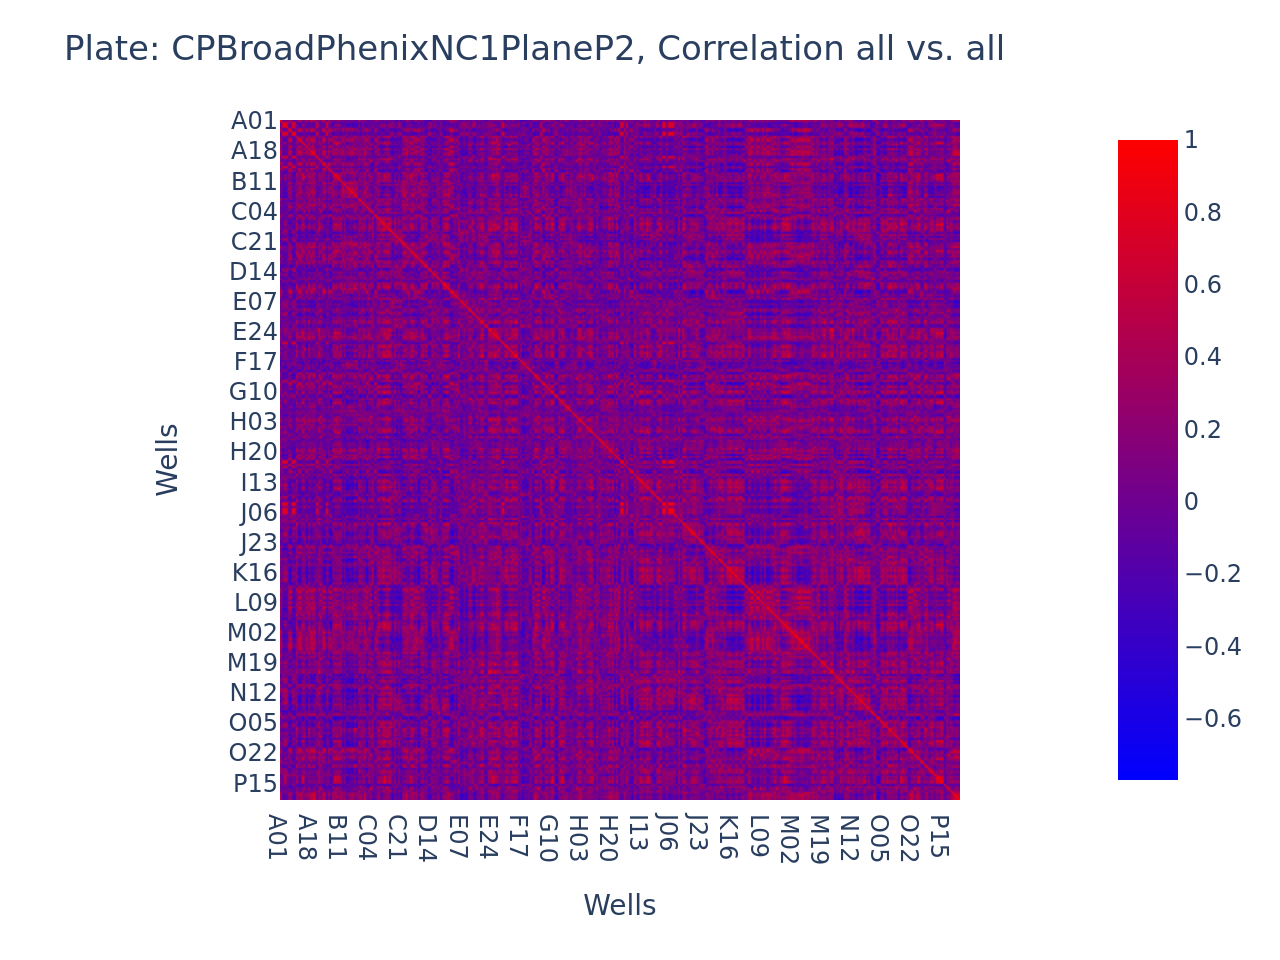 Plate: CPBroadPhenixNC1PlaneP2, Correlation all vs. all
A01
A18
B11
C04
C21
D14
E07
E24
F17
G10
H03
H20
I13
J06
J23
K16
L09
M02
M19
N12
O05
O22
P15
Wells
A01 A18 B11 C04 C21 D14 E07 E24 F17 G10 H03 H20 I13 J06 J23 K16 L09 M02 M19 N12 O05 O22 P15
Wells
1
0.8
0.6
0.4
0.2
0
−0.2
−0.4
−0.6